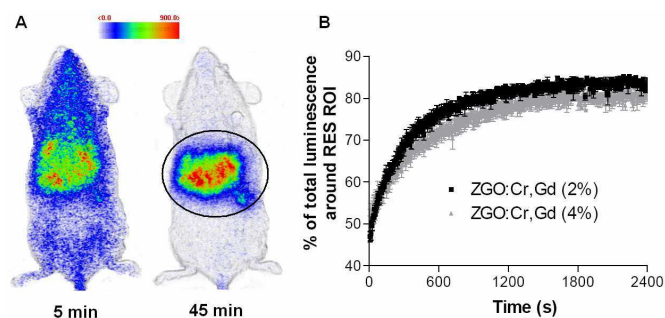 A
<0.0
900.0>
5 min
45 min
B
% of total luminescence
around RES ROI
90
80
70
60
50
40
ZGO:Cr,Gd (2%)
ZGO:Cr,Gd (4%)
0
600
1200
1800
2400
Time (s)